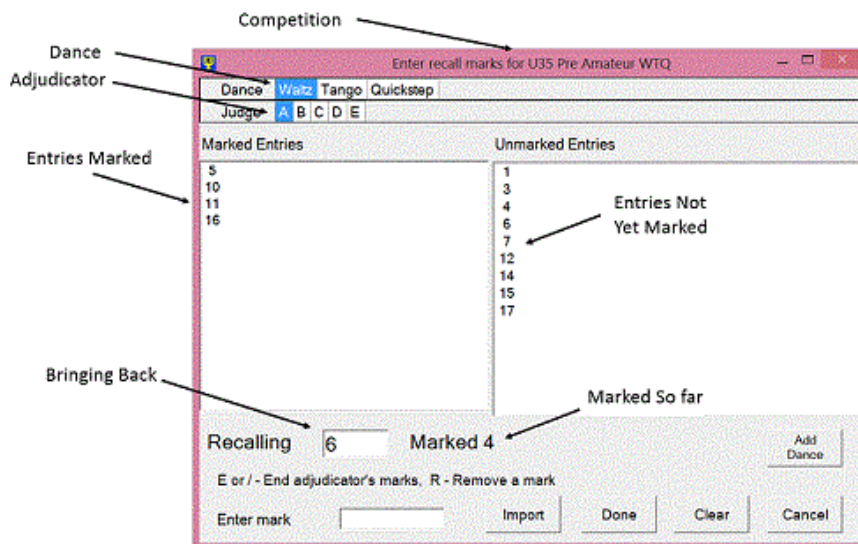 Competition
Dance
Adjudicator
Enter recall marks for U35 Pre Amateur WTQ
Dance Waltz Tango Quickstep
Judge A B C D E
Marked Entries
Unmarked Entries
Entries Marked
5
10
11
16
1
3
4
6
7
12
14
15
17
Entries Not
Yet Marked
Bringing Back
Marked So far
Recalling 6 Marked 4
Add
Dance
E or / - End adjudicator's marks, R - Remove a mark
Enter mark
Import
Done
Clear
Cancel